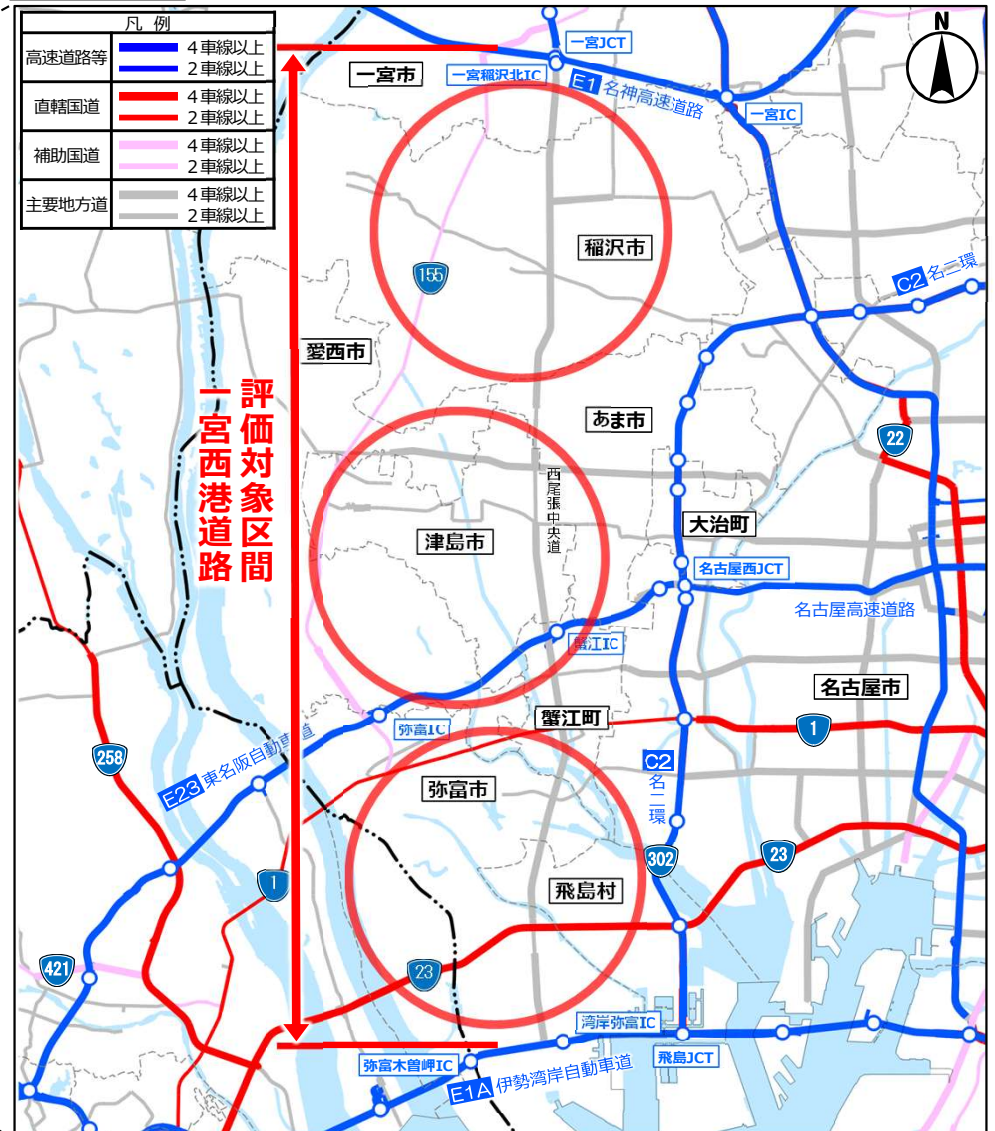 凡 例
高速道路等
4車線以上
2車線以上
直轄国道
4車線以上
2車線以上
補助国道
4車線以上
2車線以上
主要地方道
4車線以上
2車線以上
N
一宮JCT
一宮市
一宮稲沢北IC
E1 名神高速道路
一宮IC
稲沢市
155
C2 名二環
愛西市
評価対象区間
一宮西港道路
あま市
22
西尾張中央道
大治町
津島市
名古屋西JCT
名古屋高速道路
蟹江IC
名古屋市
蟹江町
弥富IC
1
258
E23 東名阪自動車道
C2 名二環
弥富市
302
23
1
飛島村
421
23
湾岸弥富IC
弥富木曽岬IC
飛島JCT
E1A 伊勢湾岸自動車道